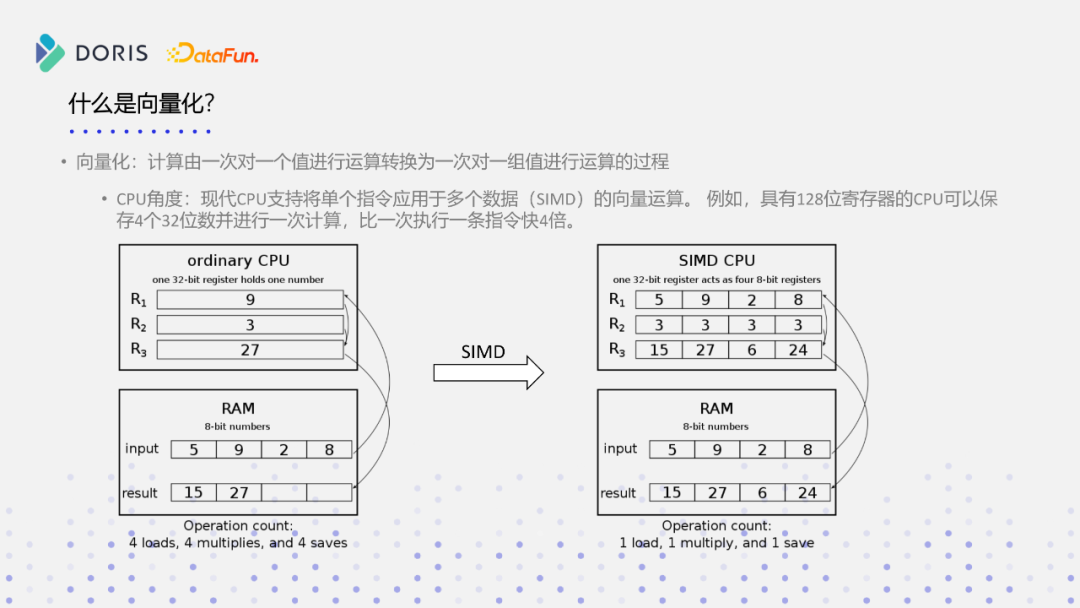 DORIS DataFun.
什么是向量化?
• 向量化：计算由一次对一个值进行运算转换为一次对一组值进行运算的过程
• CPU角度：现代CPU支持将单个指令应用于多个数据（SIMD）的向量运算。 例如，具有128位寄存器的CPU可以保
存4个32位数并进行一次计算，比一次执行一条指令快4倍。
ordinary CPU
one 32-bit register holds one number
R1 9
R2 3
R3 27
RAM
8-bit numbers
input 5 9 2 8
result 15 27
Operation count:
4 loads, 4 multiplies, and 4 saves
SIMD
SIMD CPU
one 32-bit register acts as four 8-bit registers
R1 5 9 2 8
R2 3 3 3 3
R3 15 27 6 24
RAM
8-bit numbers
input 5 9 2 8
result 15 27 6 24
Operation count:
1 load, 1 multiply, and 1 save